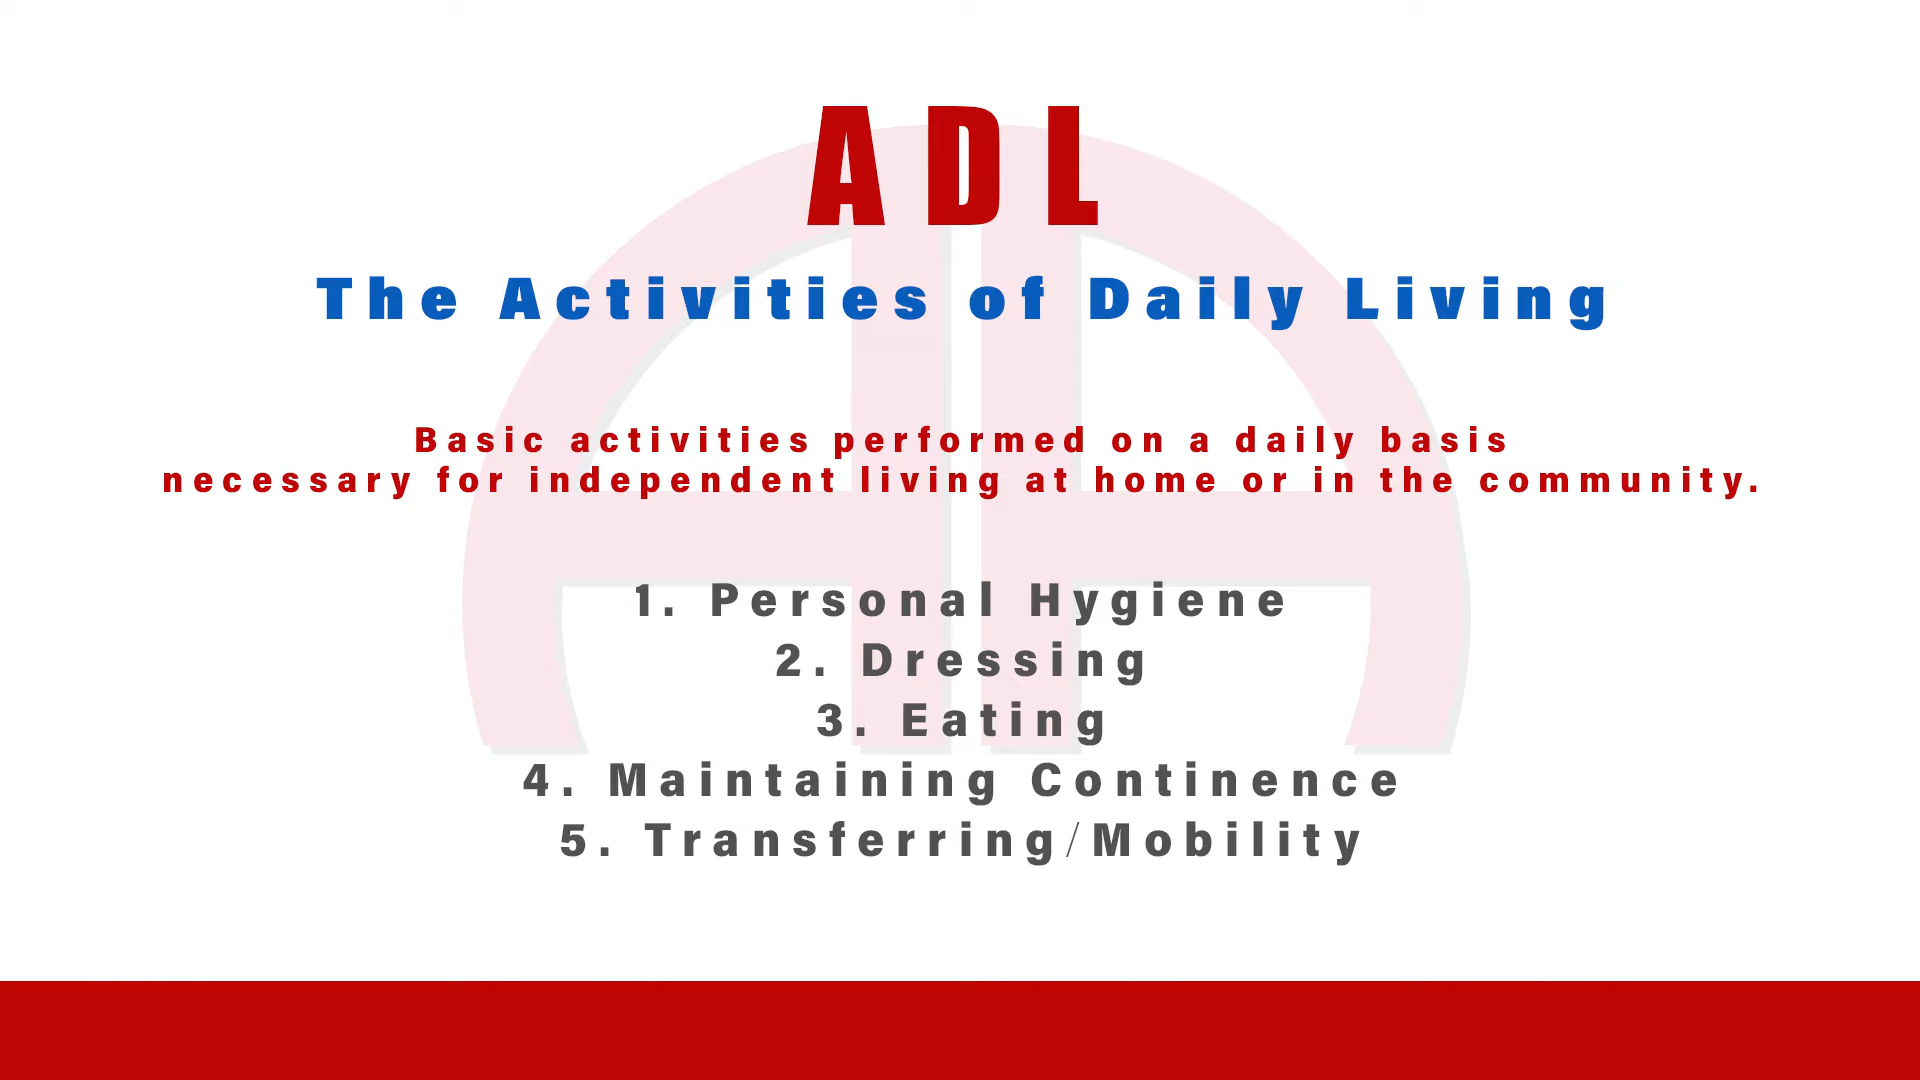 ADL
The Activities of Daily Living
Basic activities performed on a daily basis
necessary for independent living at home or in the community.
1. Personal Hygiene
2. Dressing
3. Eating
4. Maintaining Continence
5. Transferring/Mobility